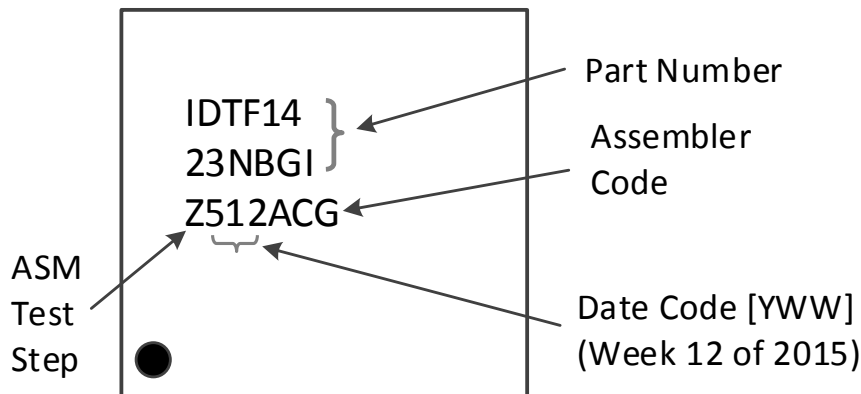 IDTF14
23NBGI
Z512ACG
Part Number
Assembler
Code
ASM
Test
Step
Date Code [YWW]
(Week 12 of 2015)